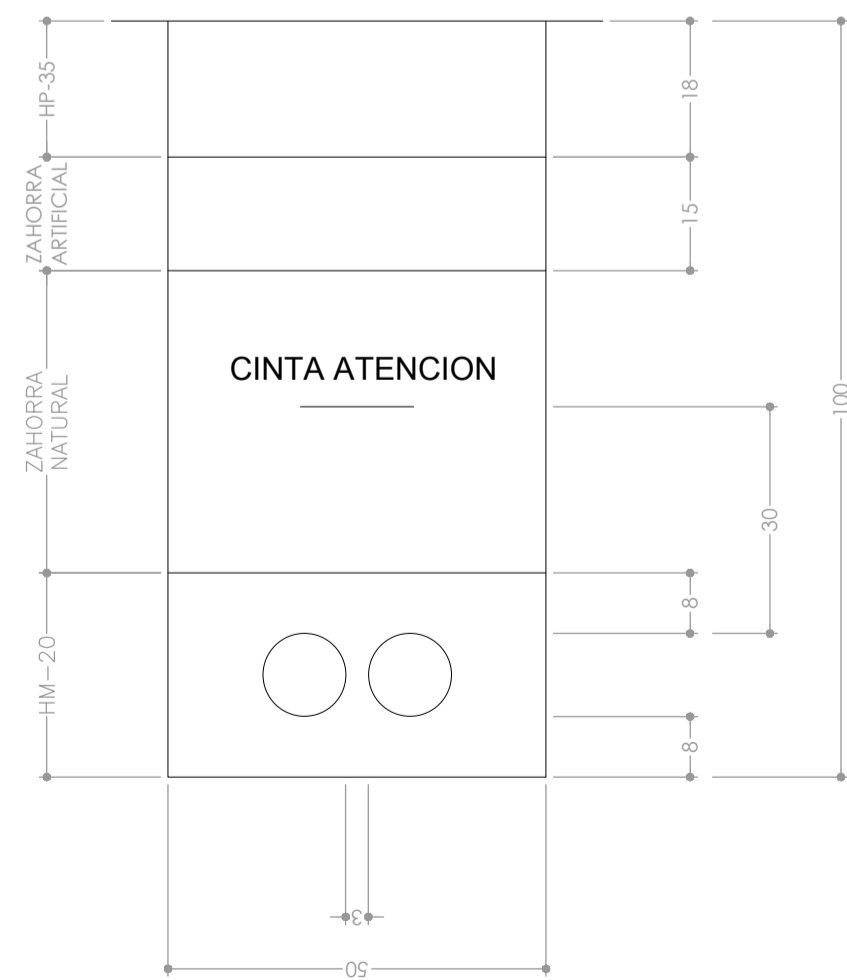 HP-35
18
ZAHORRA
ARTIFICIAL
15
CINTA ATENCION
ZAHORRA
NATURAL
100
30
8
HM-20
8
3
50